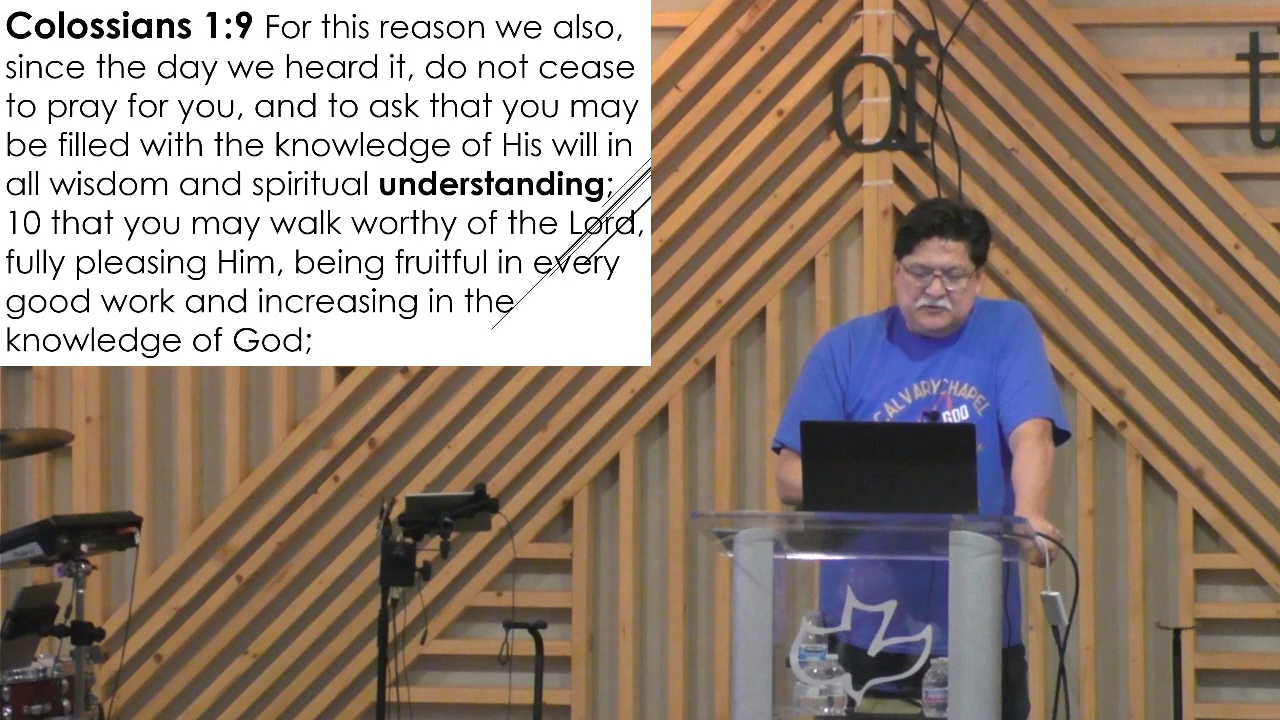 Colossians 1:9 For this reason we also,
since the day we heard it, do not cease
to pray for you, and to ask that you may
be filled with the knowledge of His will in
all wisdom and spiritual understanding;
10 that you may walk worthy of the Lord,
fully pleasing Him, being fruitful in every
good work and increasing in the
knowledge of God;
of t
CALVARY CHAPEL
GOD